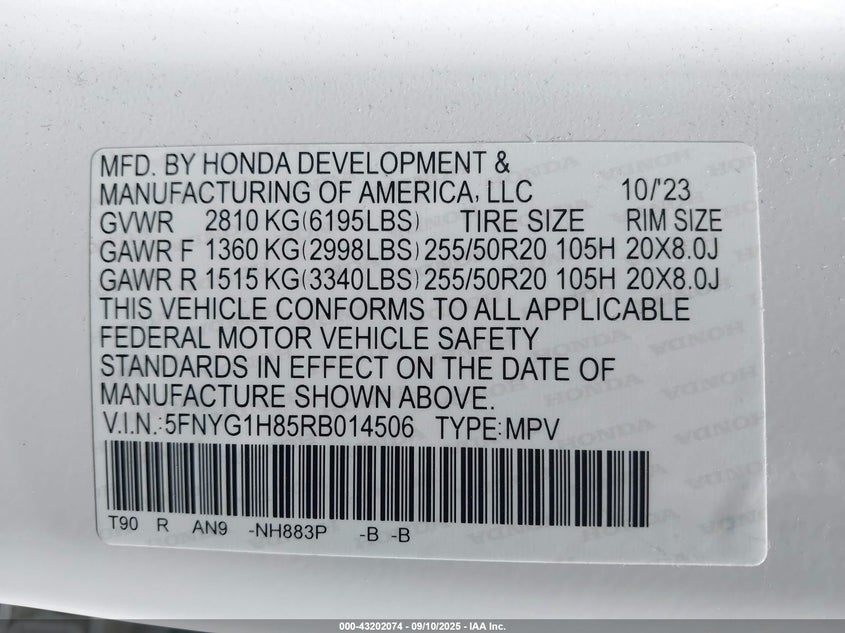 MFD. BY HONDA DEVELOPMENT &
MANUFACTURING OF AMERICA, LLC 10/'23
GVWR 2810 KG(6195LBS) TIRE SIZE RIM SIZE
GAWR F 1360 KG(2998LBS) 255/50R20 105H 20X8.0J
GAWR R 1515 KG(3340LBS) 255/50R20 105H 20X8.0J
THIS VEHICLE CONFORMS TO ALL APPLICABLE
FEDERAL MOTOR VEHICLE SAFETY
STANDARDS IN EFFECT ON THE DATE OF
MANUFACTURE SHOWN ABOVE.
V.I.N.:5FNYG1H85RB014506 TYPE:MPV
T90 R AN9 -NH883P -B -B
000-43202074 - 09/10/2025 - IAA Inc.